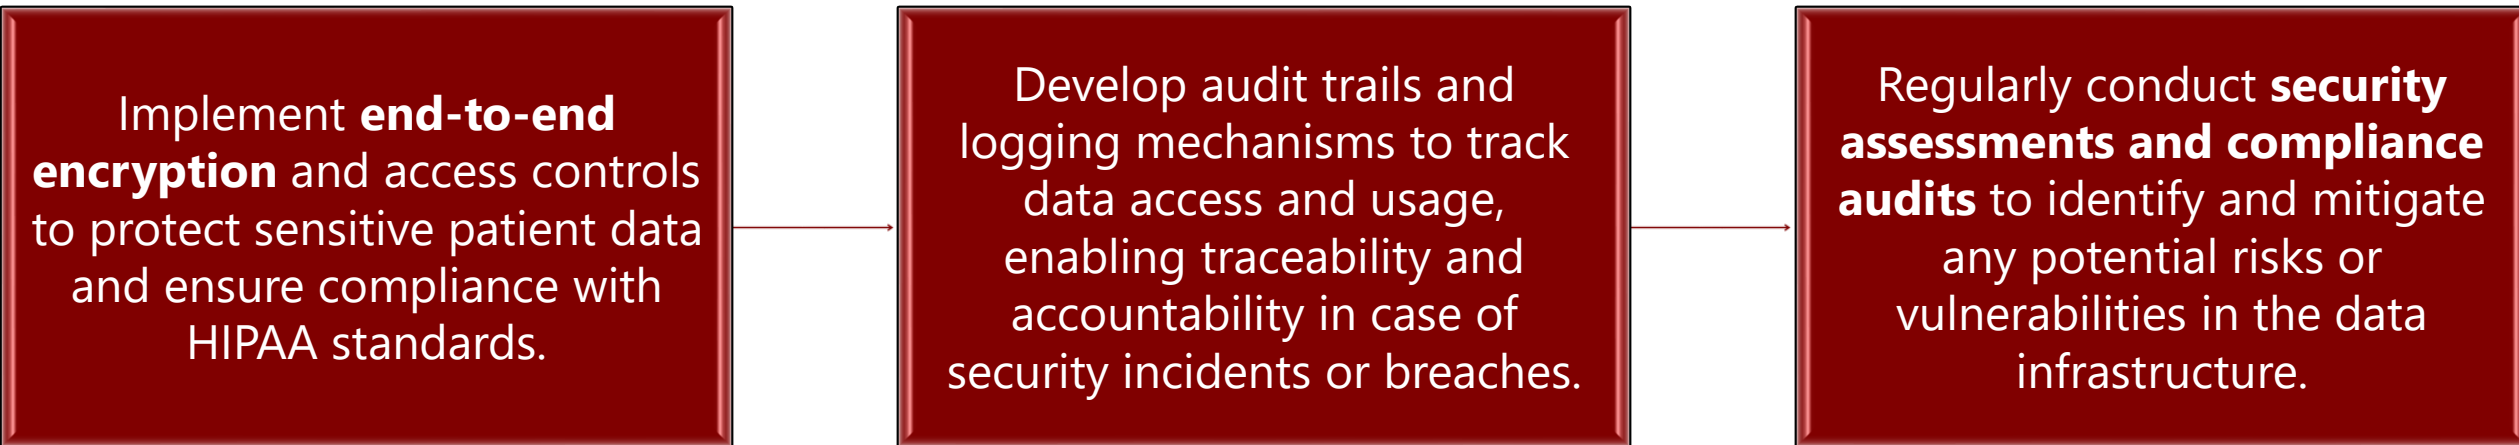 Implement end-to-end
encryption and access controls
to protect sensitive patient data
and ensure compliance with
HIPAA standards.
Develop audit trails and
logging mechanisms to track
data access and usage,
enabling traceability and
accountability in case of
security incidents or breaches.
Regularly conduct security
assessments and compliance
audits to identify and mitigate
any potential risks or
vulnerabilities in the data
infrastructure.